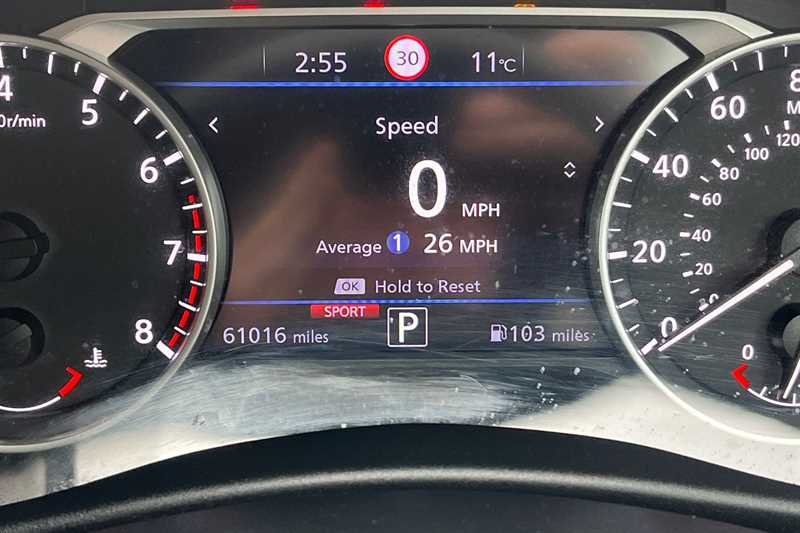 2:55 30 11°C
Speed
0 MPH
Average 1 26 MPH
OK Hold to Reset
SPORT
61016 miles P 103 miles
4
5
6
7
8
0r/min
60
40
20
0
80
60
40
20
100
120
0